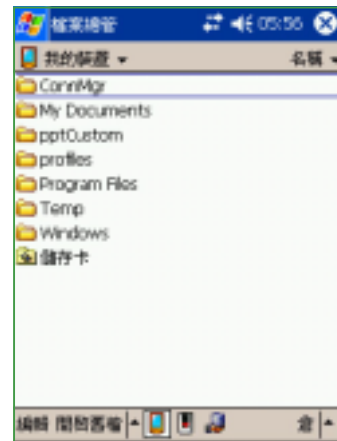 檔案總管 05:56
我的裝置 名稱
ConnMgr
My Documents
pptCustom
profiles
Program Files
Temp
Windows
儲存卡
編輯 開啟舊檔 倉